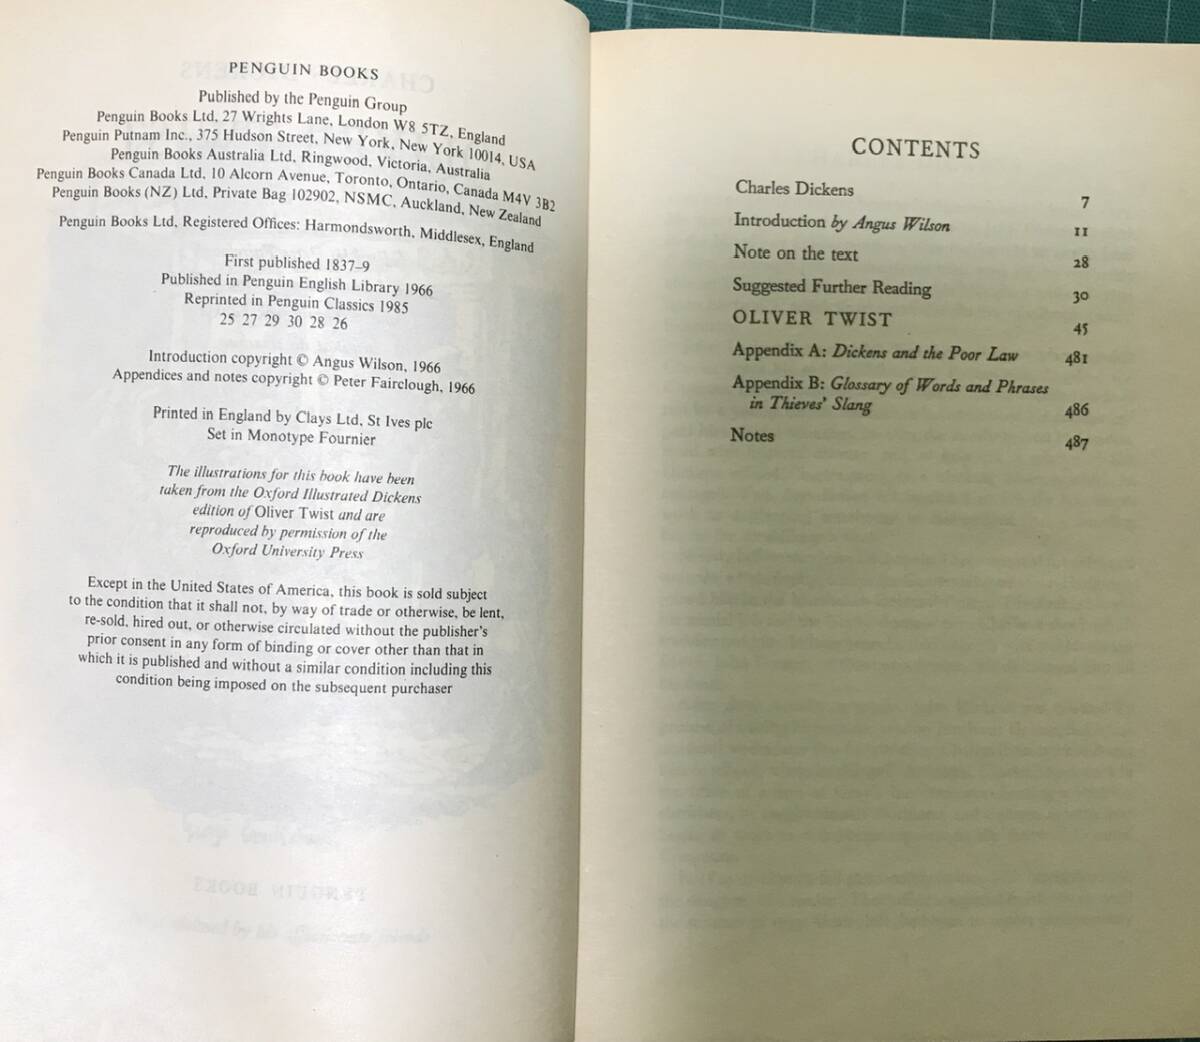 PENGUIN BOOKS
Published by the Penguin Group
Penguin Books Ltd, 27 Wrights Lane, London W8 5TZ, England
Penguin Putnam Inc., 375 Hudson Street, New York, New York 10014, USA
Penguin Books Australia Ltd, Ringwood, Victoria, Australia
Penguin Books Canada Ltd, 10 Alcorn Avenue, Toronto, Ontario, Canada M4V 3B2
Penguin Books (NZ) Ltd, Private Bag 102902, NSMC, Auckland, New Zealand
Penguin Books Ltd, Registered Offices: Harmondsworth, Middlesex, England
First published 1837–9
Published in Penguin English Library 1966
Reprinted in Penguin Classics 1985
25 27 29 30 28 26
Introduction copyright © Angus Wilson, 1966
Appendices and notes copyright © Peter Fairclough, 1966
Printed in England by Clays Ltd, St Ives plc
Set in Monotype Fournier
The illustrations for this book have been
taken from the Oxford Illustrated Dickens
edition of Oliver Twist and are
reproduced by permission of the
Oxford University Press
Except in the United States of America, this book is sold subject
to the condition that it shall not, by way of trade or otherwise, be lent,
re-sold, hired out, or otherwise circulated without the publisher's
prior consent in any form of binding or cover other than that in
which it is published and without a similar condition including this
condition being imposed on the subsequent purchaser
CONTENTS
Charles Dickens 7
Introduction by Angus Wilson 11
Note on the text 28
Suggested Further Reading 30
OLIVER TWIST 45
Appendix A: Dickens and the Poor Law 481
Appendix B: Glossary of Words and Phrases
in Thieves' Slang 486
Notes 487